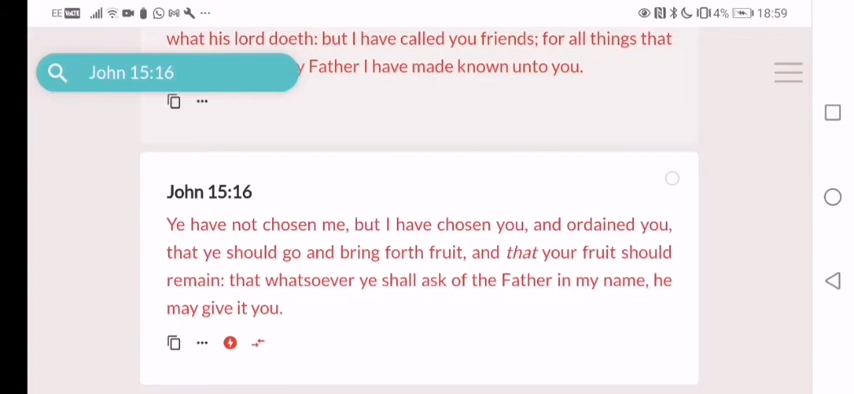 EE VoLTE 4% 18:59
what his lord doeth: but I have called you friends; for all things that
John 15:16
Father I have made known unto you.
John 15:16
Ye have not chosen me, but I have chosen you, and ordained you,
that ye should go and bring forth fruit, and that your fruit should
remain: that whatsoever ye shall ask of the Father in my name, he
may give it you.